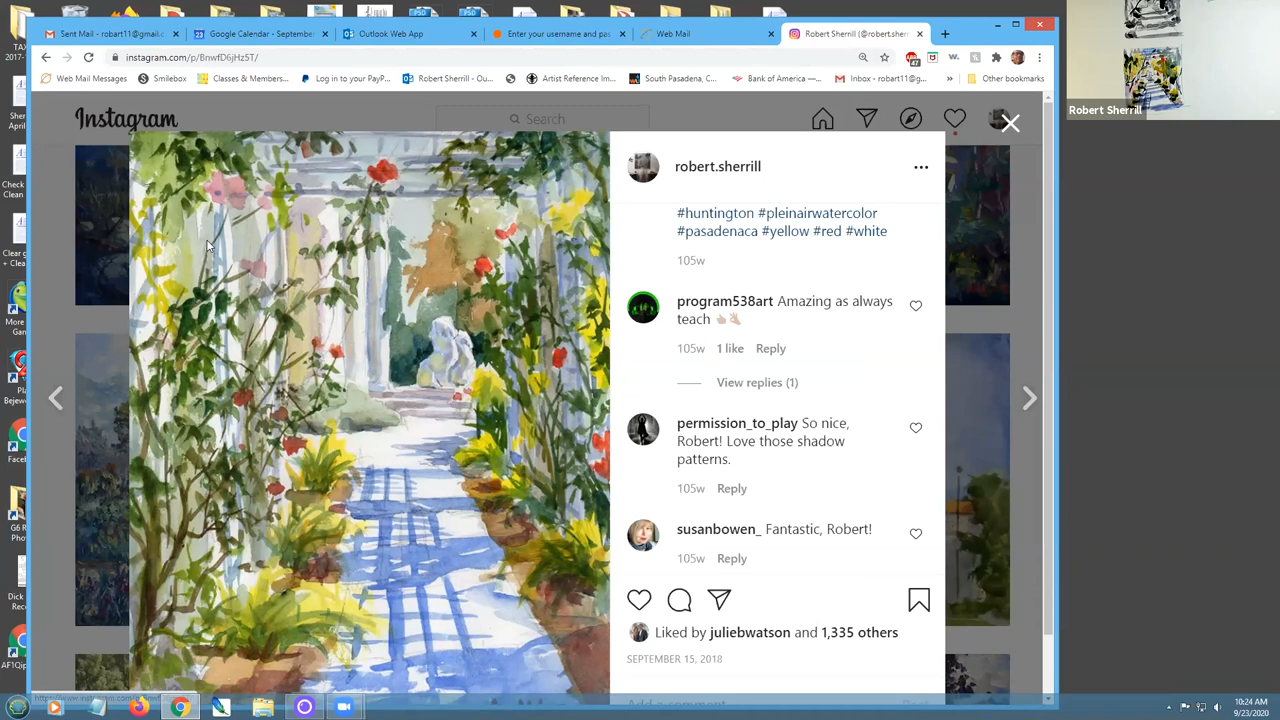 Sent Mail - robart11@gmail.c
Google Calendar - September
Outlook Web App
Enter your username and pa
Web Mail
Robert Sherrill (@robert.sherr
instagram.com/p/BnwfD6jHz5T/
47
Web Mail Messages
Smilebox
Classes & Members...
Log in to your PayP...
Robert Sherrill - Ou...
Artist Reference Im...
South Pasadena, C...
Bank of America —...
Inbox - robart11@g...
»
Other bookmarks
Instagram
Search
robert.sherrill
#huntington #pleinairwatercolor
#pasadenaca #yellow #red #white
105w
program538art Amazing as always
teach
105w 1 like Reply
View replies (1)
permission_to_play So nice,
Robert! Love those shadow
patterns.
105w Reply
susanbowen_ Fantastic, Robert!
105w Reply
Liked by juliebwatson and 1,335 others
SEPTEMBER 15, 2018
Add a comment...
Robert Sherrill
10:24 AM
9/23/2020